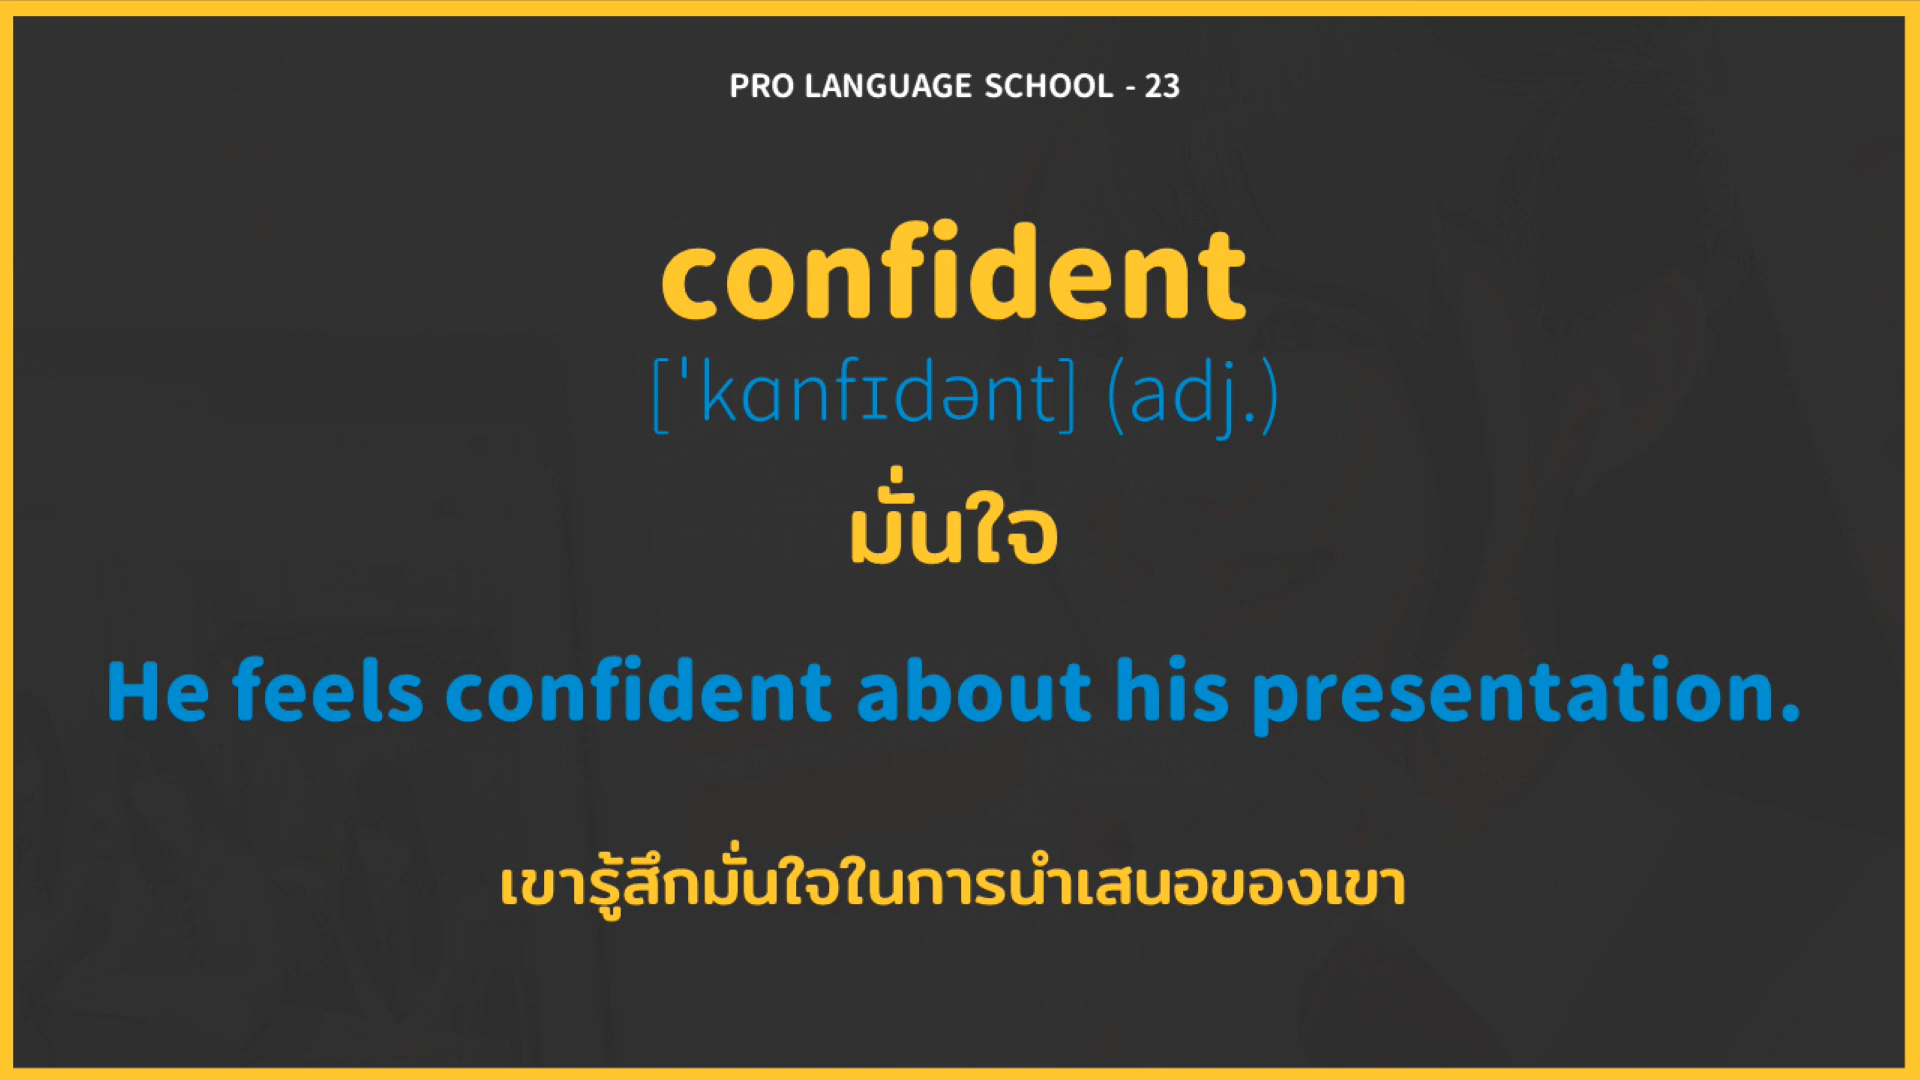 PRO LANGUAGE SCHOOL - 23
confident
[ˈkɑnfɪdənt] (adj.)
มั่นใจ
He feels confident about his presentation.
เขารู้สึกมั่นใจในการนำเสนอของเขา